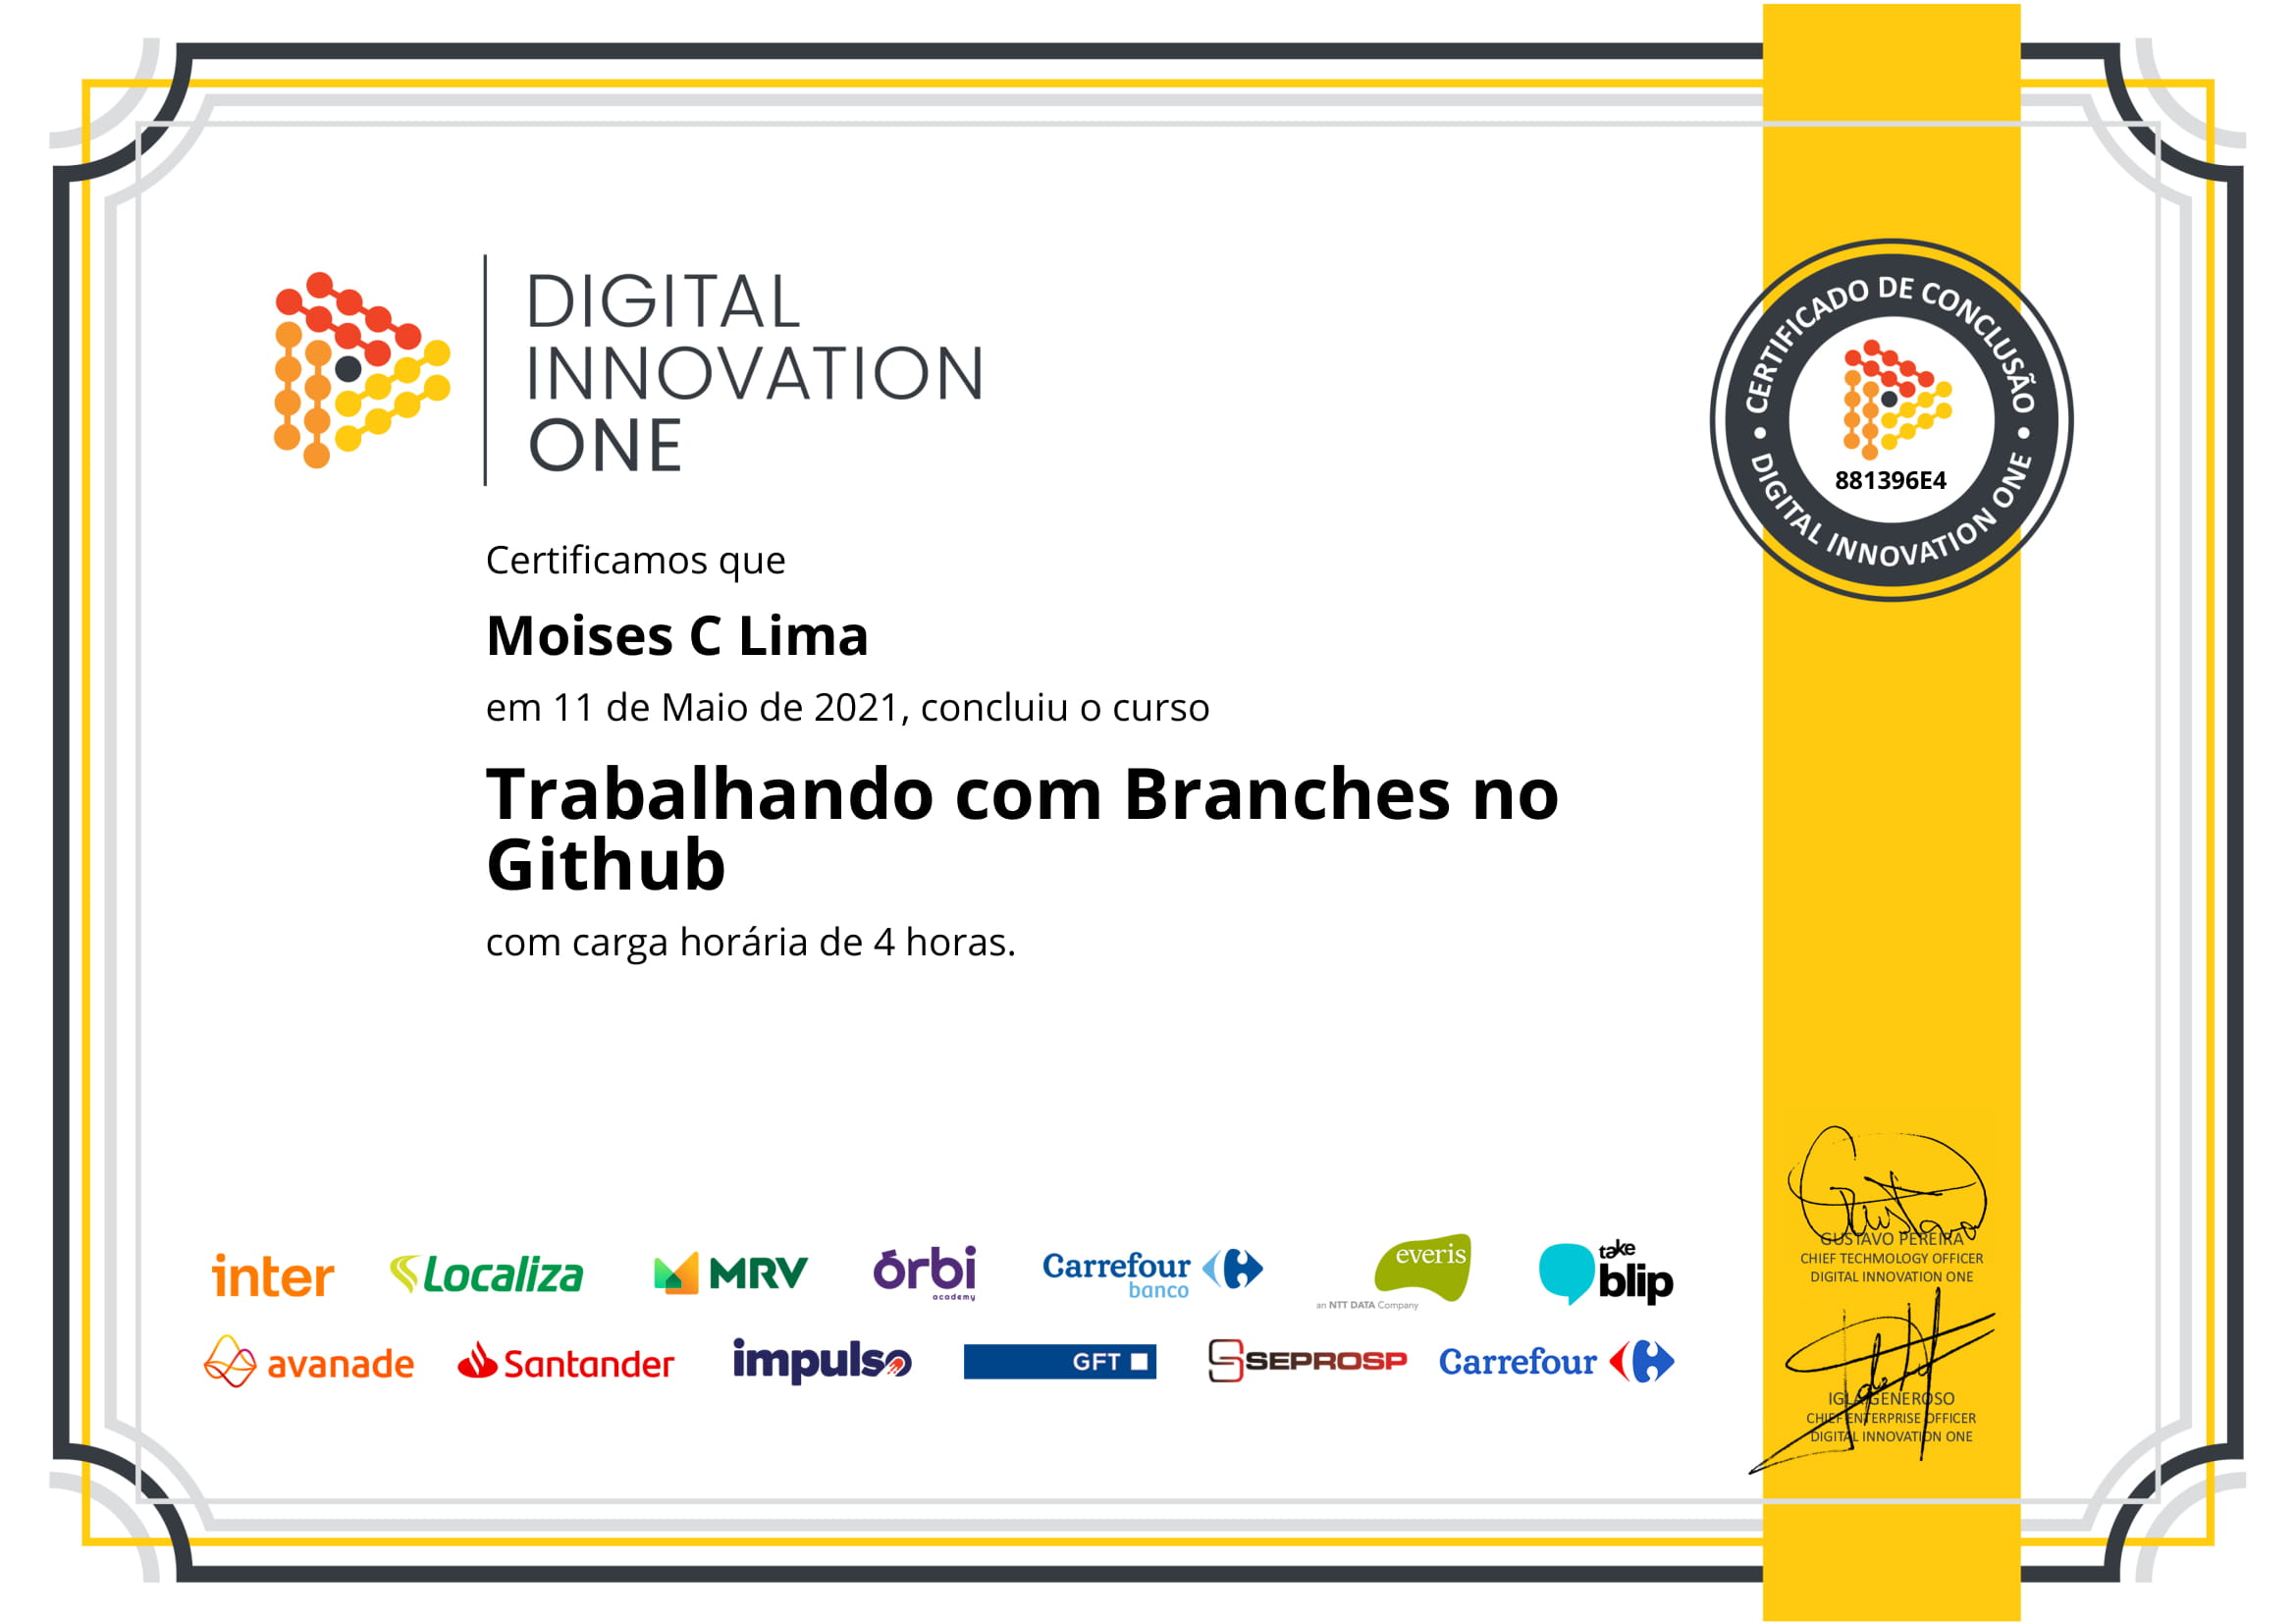 DIGITAL
INNOVATION
ONE
CERTIFICADO DE CONCLUSÃO
881396E4
DIGITAL INNOVATION ONE
Certificamos que
Moises C Lima
em 11 de Maio de 2021, concluiu o curso
Trabalhando com Branches no
Github
com carga horária de 4 horas.
inter
Localiza
MRV
órbi
academy
Carrefour
banco
everis
an NTT DATA Company
take
blip
avanade
Santander
impulso
GFT
SEPROSP
Carrefour
Gustavo
GUSTAVO PEREIRA
CHIEF TECHMOLOGY OFFICER
DIGITAL INNOVATION ONE
IGLA GENEROSO
CHIEF ENTERPRISE OFFICER
DIGITAL INNOVATION ONE